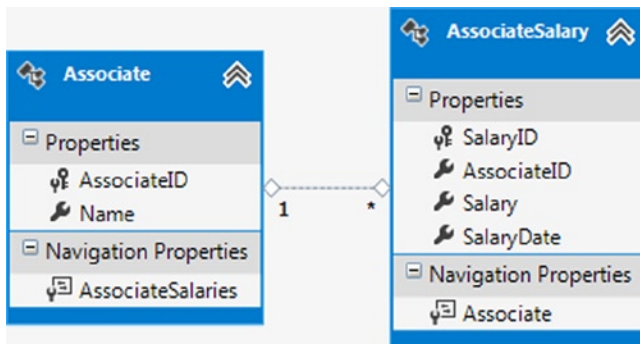 Associate
Properties
AssociateID
Name
Navigation Properties
AssociateSalaries
1
*
AssociateSalary
Properties
SalaryID
AssociateID
Salary
SalaryDate
Navigation Properties
Associate